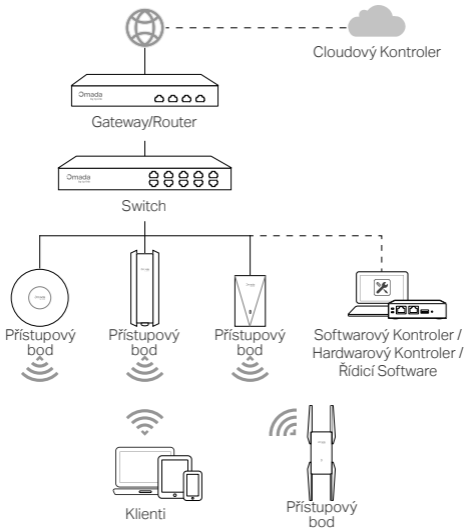 Cloudový Kontroler
Omada
Gateway/Router
Omada
Switch
Přístupový
bod
Přístupový
bod
Přístupový
bod
Softwarový Kontroler /
Hardwarový Kontroler /
Řídicí Software
Klienti
Přístupový
bod